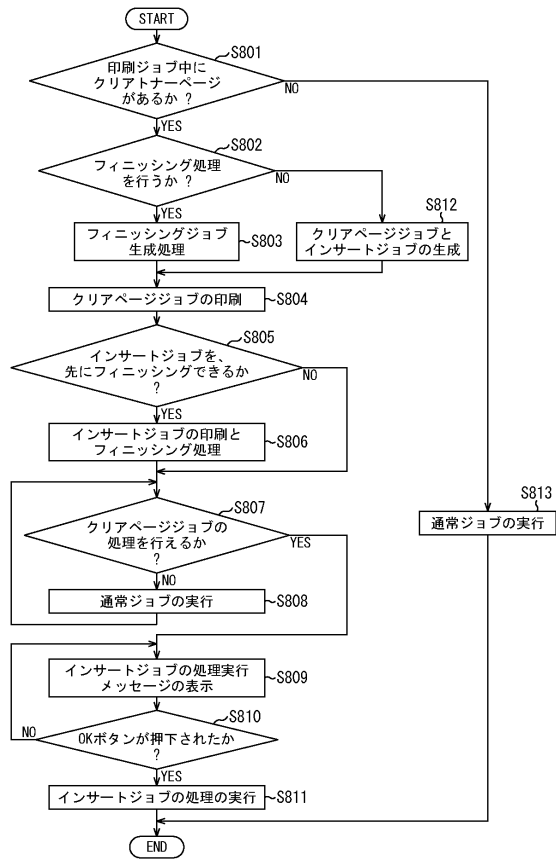 START
S801
印刷ジョブ中に
クリアトナーページ
があるか ?
NO
YES
S802
フィニッシング処理
を行うか ?
NO
YES
S812
フィニッシングジョブ
生成処理
S803
クリアページジョブと
インサートジョブの生成
クリアページジョブの印刷
S804
S805
インサートジョブを、
先にフィニッシングできるか
?
NO
YES
インサートジョブの印刷と
フィニッシング処理
S806
S807
クリアページジョブの
処理を行えるか
?
YES
NO
S813
通常ジョブの実行
通常ジョブの実行
S808
インサートジョブの処理実行
メッセージの表示
S809
S810
NO
OKボタンが押下されたか
?
YES
インサートジョブの処理の実行
S811
END